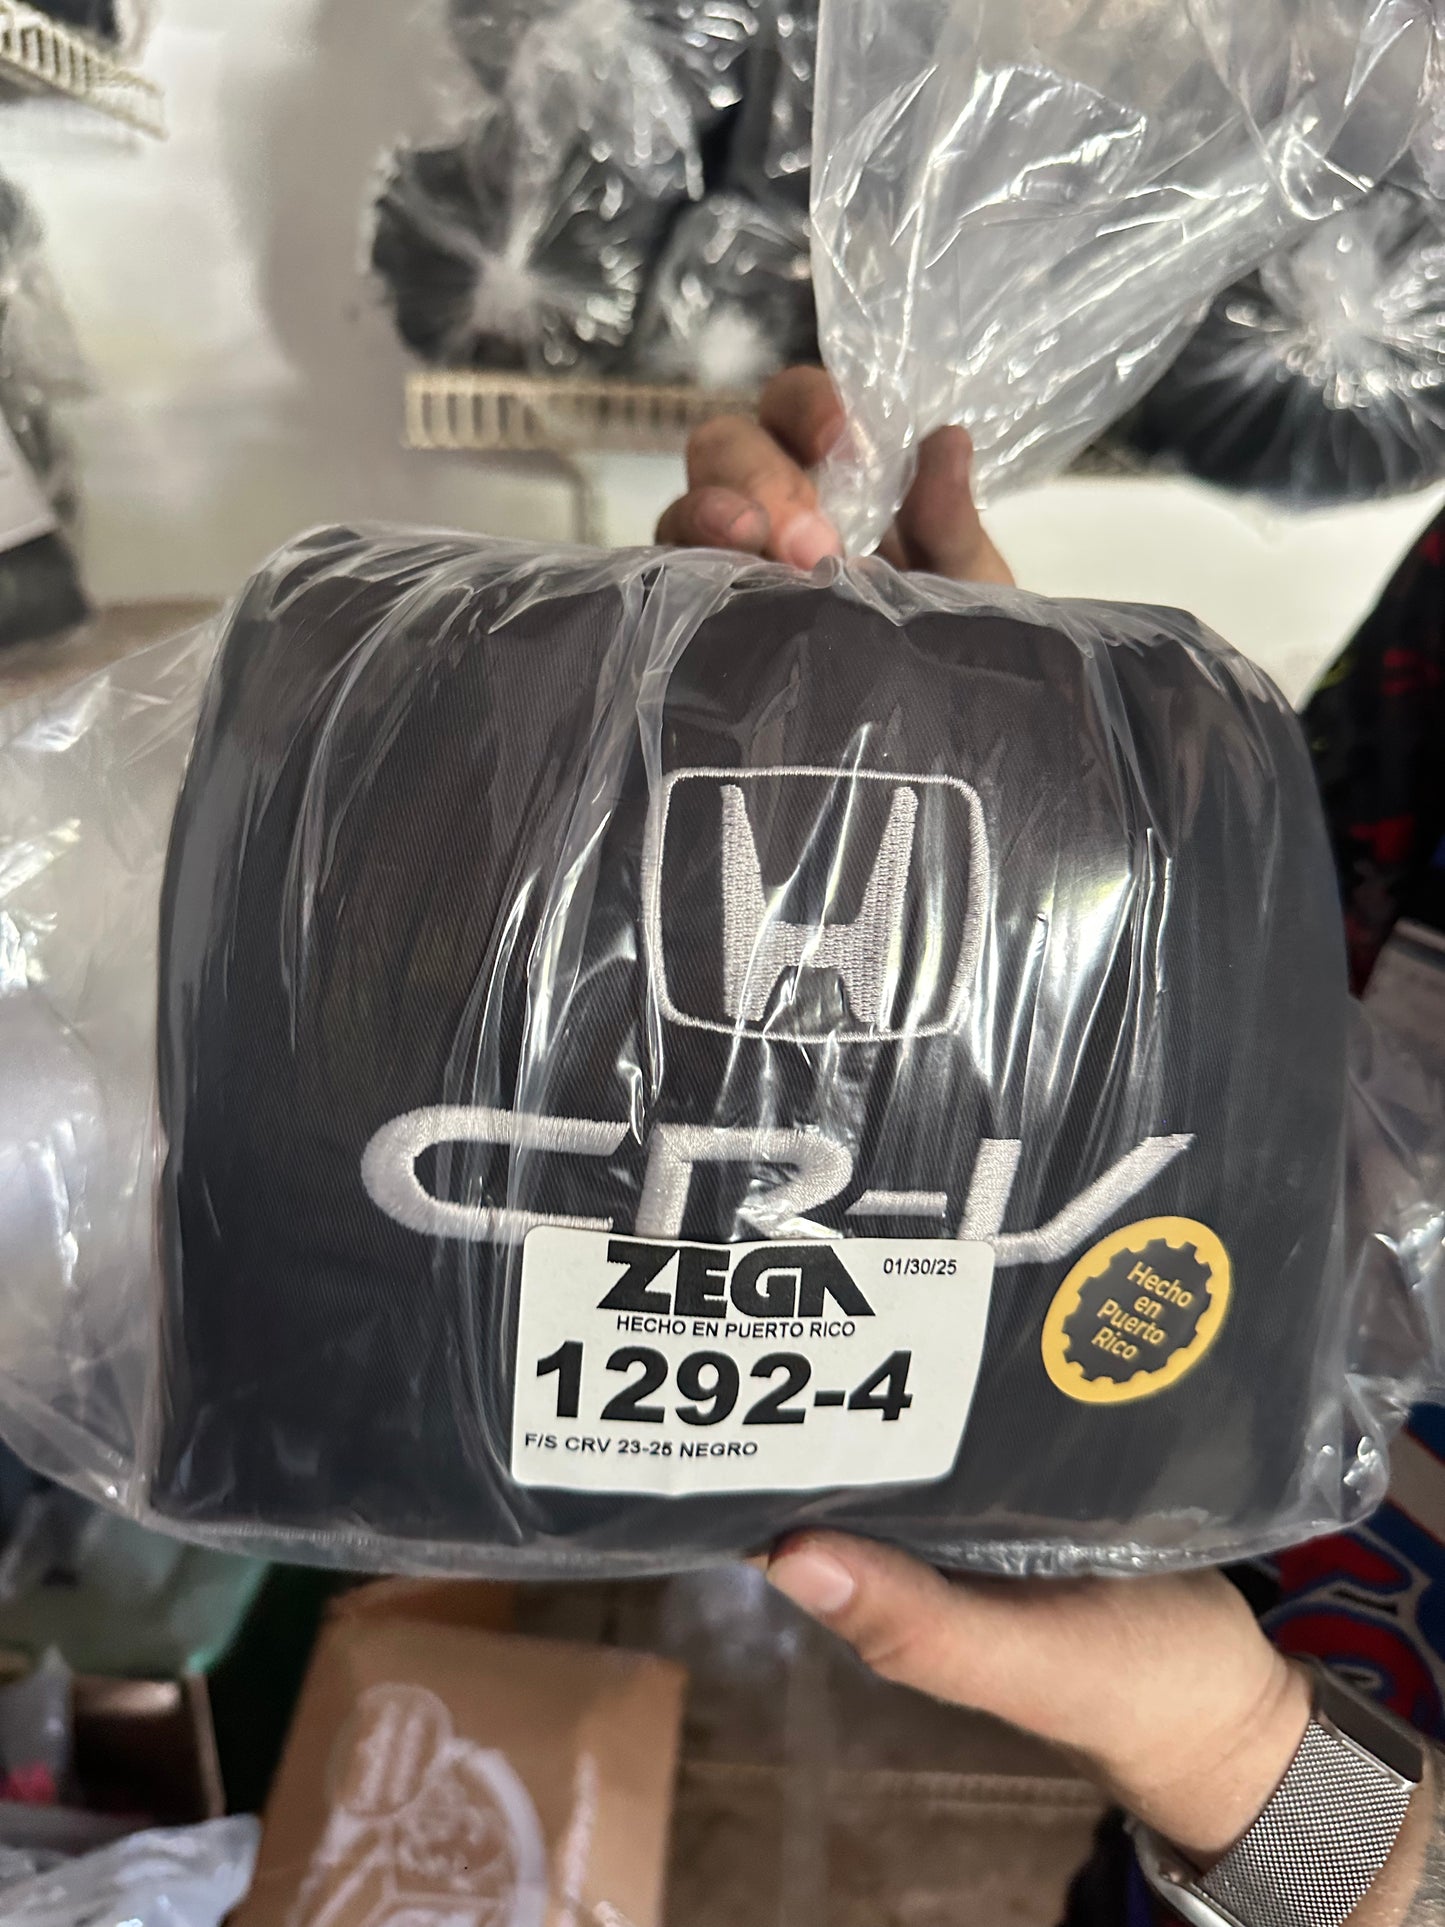 H
CR-V
ZEGA
01/30/25
HECHO EN PUERTO RICO
1292-4
F/S CRV 23-25 NEGRO
Hecho
en
Puerto
Rico